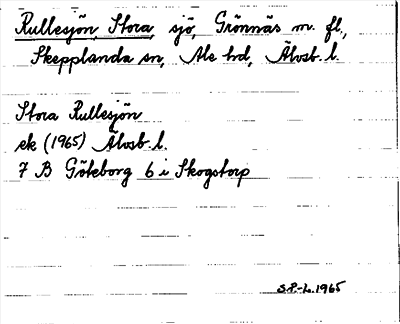 Rullesjön Stora, sjö, Grönnäs m. fl.,
Skepplanda sn, Ale hd, Älvsb. l.
Stora Rullesjön
ek (1965) Älvsb. l.
7 B Göteborg 6 i Skogstorp
S.P.-L. 1965